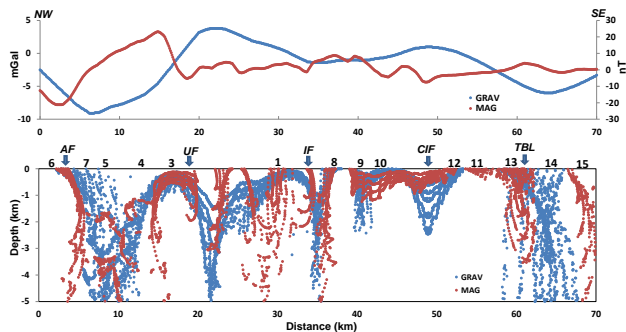 NW SE
10 30
5 20
10
0 0
-5 -10
-20
-10 -30
mGal
nT
GRAV
MAG
0 10 20 30 40 50 60 70
AF UF IF CIF TBL
6 7 5 4 3 1 8 9 10 12 11 13 14 15
0
-1
-2
-3
-4
-5
Depth (km)
GRAV
MAG
0 10 20 30 40 50 60 70
Distance (km)